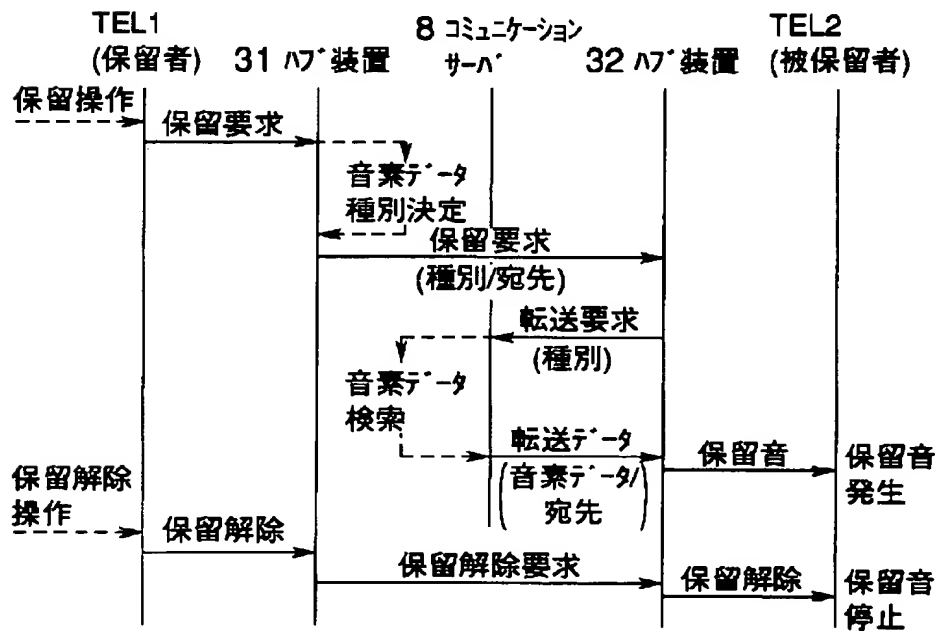 TEL1
(保留者)
31 ﾊﾌﾞ装置
8 コミュニケーション
サーバ
32 ﾊﾌﾞ装置
TEL2
(被保留者)
保留操作
保留要求
音素データ
種別決定
保留要求
(種別/宛先)
転送要求
(種別)
音素データ
検索
転送データ
(音素データ/
宛先)
保留音
保留音
発生
保留解除
操作
保留解除
保留解除要求
保留解除
保留音
停止